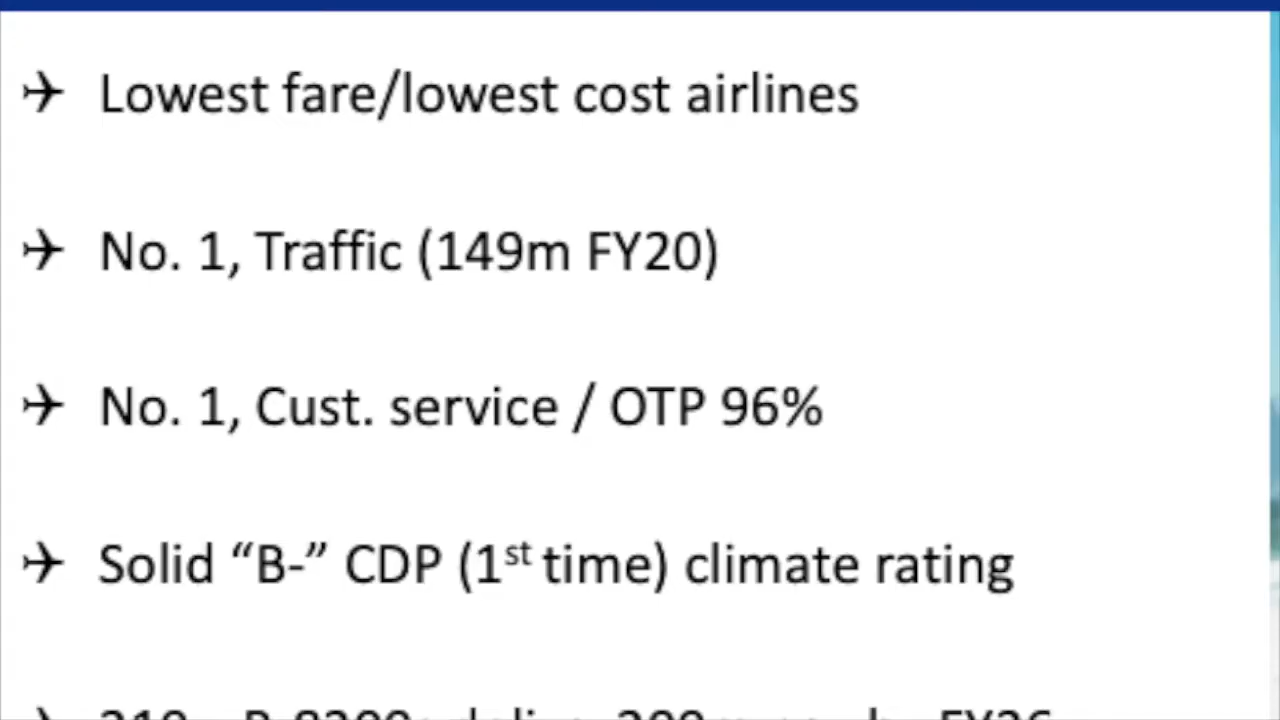 Lowest fare/lowest cost airlines
No. 1, Traffic (149m FY20)
No. 1, Cust. service / OTP 96%
Solid “B-” CDP (1st time) climate rating